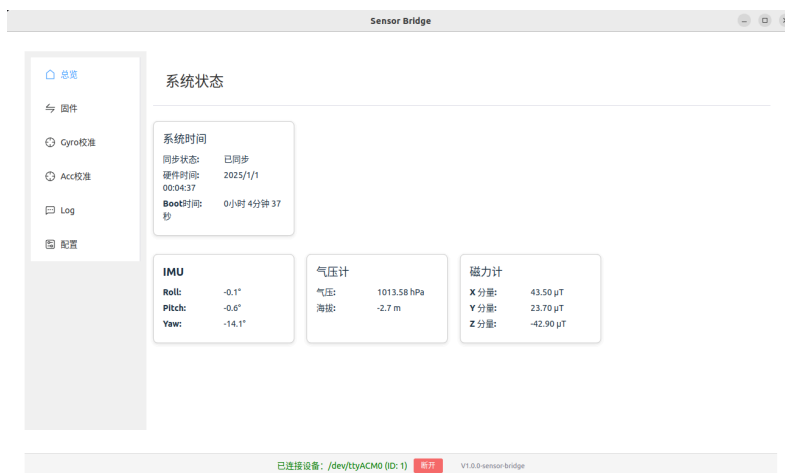 Sensor Bridge
总览
固件
Gyro校准
Acc校准
Log
配置
系统状态
系统时间
同步状态: 已同步
硬件时间: 2025/1/1
00:04:37
Boot时间: 0小时 4分钟 37
秒
IMU
Roll: -0.1°
Pitch: -0.6°
Yaw: -14.1°
气压计
气压: 1013.58 hPa
海拔: -2.7 m
磁力计
X 分量: 43.50 μT
Y 分量: 23.70 μT
Z 分量: -42.90 μT
已连接设备: /dev/ttyACM0 (ID: 1) 断开 V1.0.0-sensor-bridge